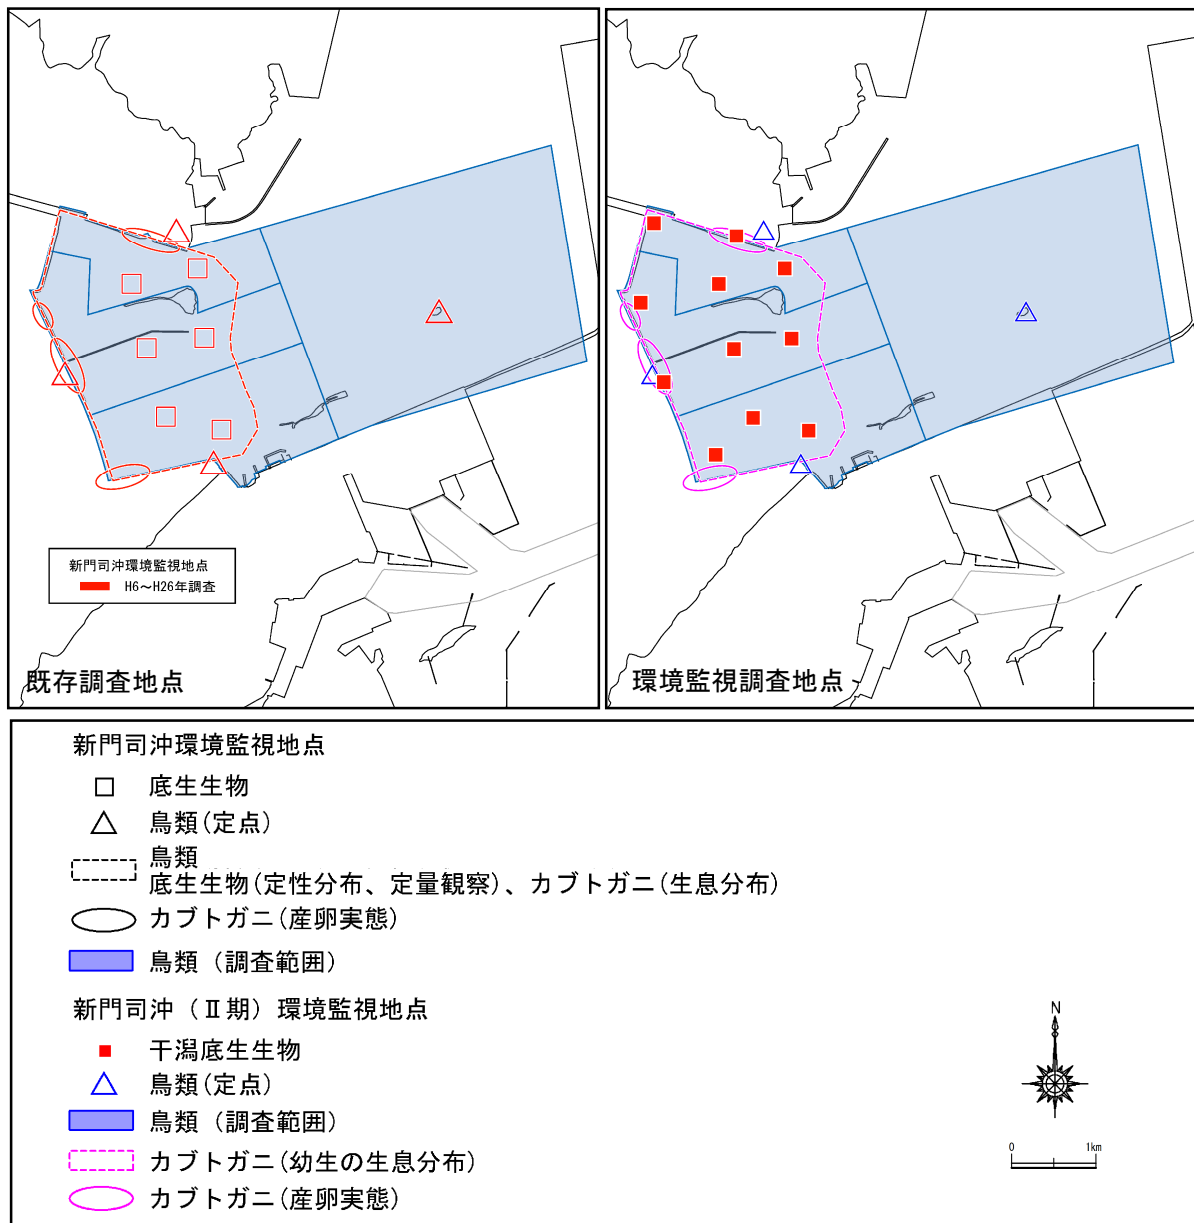 新門司沖環境監視地点
H6～H26年調査
既存調査地点
環境監視調査地点
新門司沖環境監視地点
底生生物
鳥類(定点)
鳥類
底生生物(定性分布、定量観察)、カブトガニ(生息分布)
カブトガニ(産卵実態)
鳥類（調査範囲）
新門司沖（Ⅱ期）環境監視地点
干潟底生生物
鳥類(定点)
鳥類（調査範囲）
カブトガニ(幼生の生息分布)
カブトガニ(産卵実態)
N
0 1km